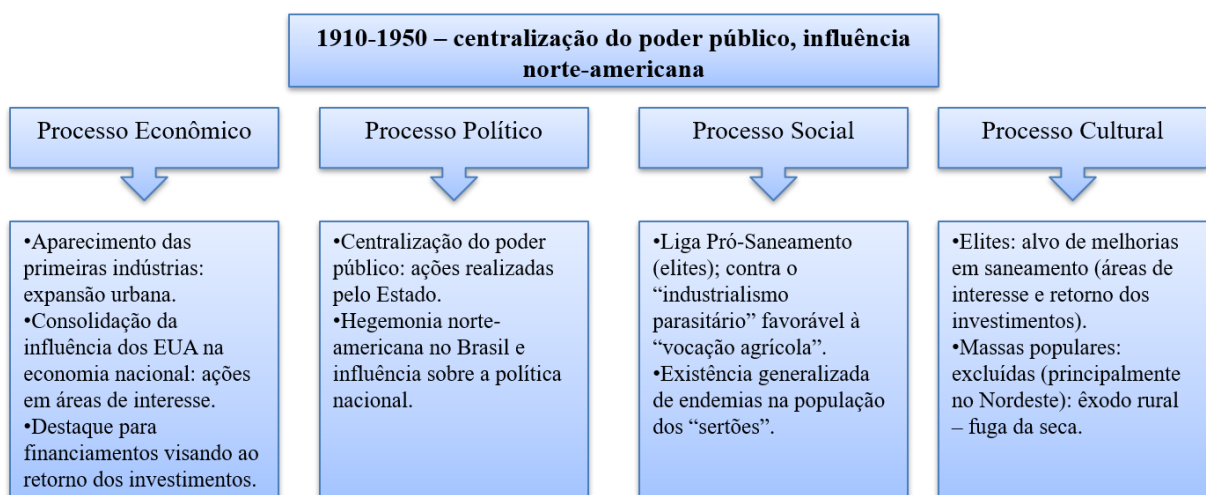 1910-1950 – centralização do poder público, influência
norte-americana
Processo Econômico
Processo Político
Processo Social
Processo Cultural
•Aparecimento das
primeiras indústrias:
expansão urbana.
•Consolidação da
influência dos EUA na
economia nacional: ações
em áreas de interesse.
•Destaque para
financiamentos visando ao
retorno dos investimentos.
•Centralização do poder
público: ações realizadas
pelo Estado.
•Hegemonia norte-
americana no Brasil e
influência sobre a política
nacional.
•Liga Pró-Saneamento
(elites); contra o
“industrialismo
parasitário” favorável à
“vocação agrícola”.
•Existência generalizada
de endemias na população
dos “sertões”.
•Elites: alvo de melhorias
em saneamento (áreas de
interesse e retorno dos
investimentos).
•Massas populares:
excluídas (principalmente
no Nordeste): êxodo rural
– fuga da seca.